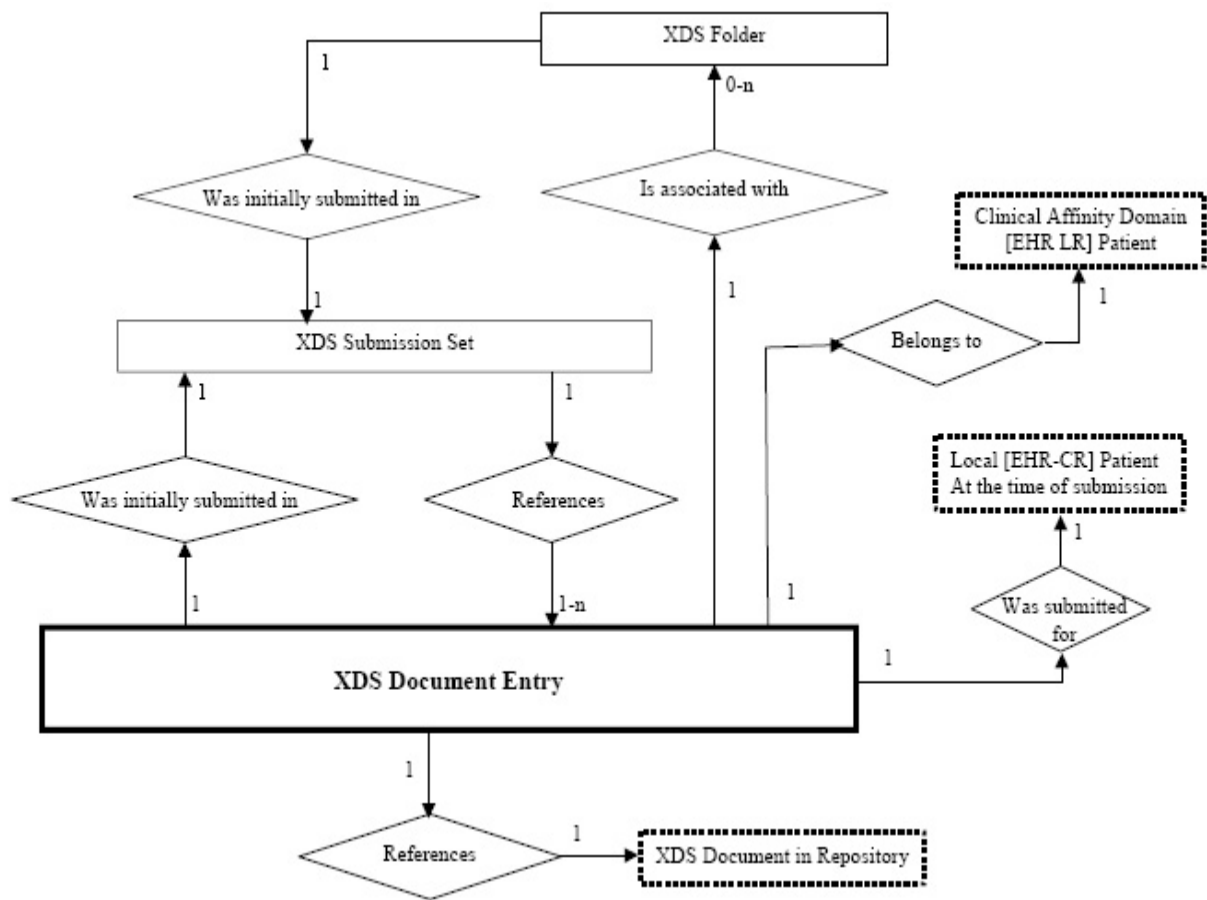 XDS Folder
1
0-n
Was initially submitted in
Is associated with
Clinical Affinity Domain
[EHR LR] Patient
1
1
1
XDS Submission Set
Belongs to
1
1
Local [EHR-CR] Patient
At the time of submission
Was initially submitted in
References
1
1
1-n
1
Was submitted
for
1
XDS Document Entry
1
References
1
XDS Document in Repository